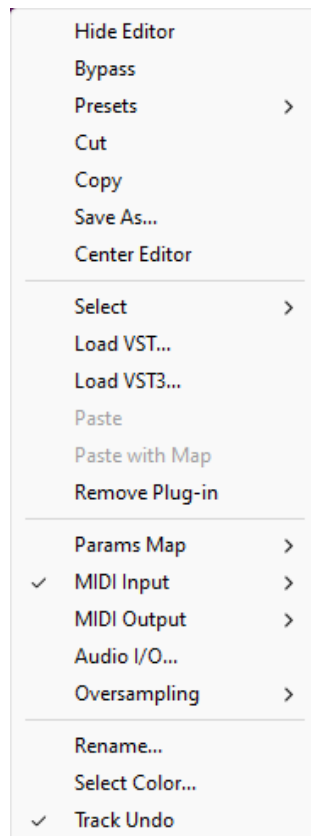 Hide Editor
Bypass
Presets
Cut
Copy
Save As...
Center Editor
Select
Load VST...
Load VST3...
Paste
Paste with Map
Remove Plug-in
Params Map
MIDI Input
MIDI Output
Audio I/O...
Oversampling
Rename...
Select Color...
Track Undo